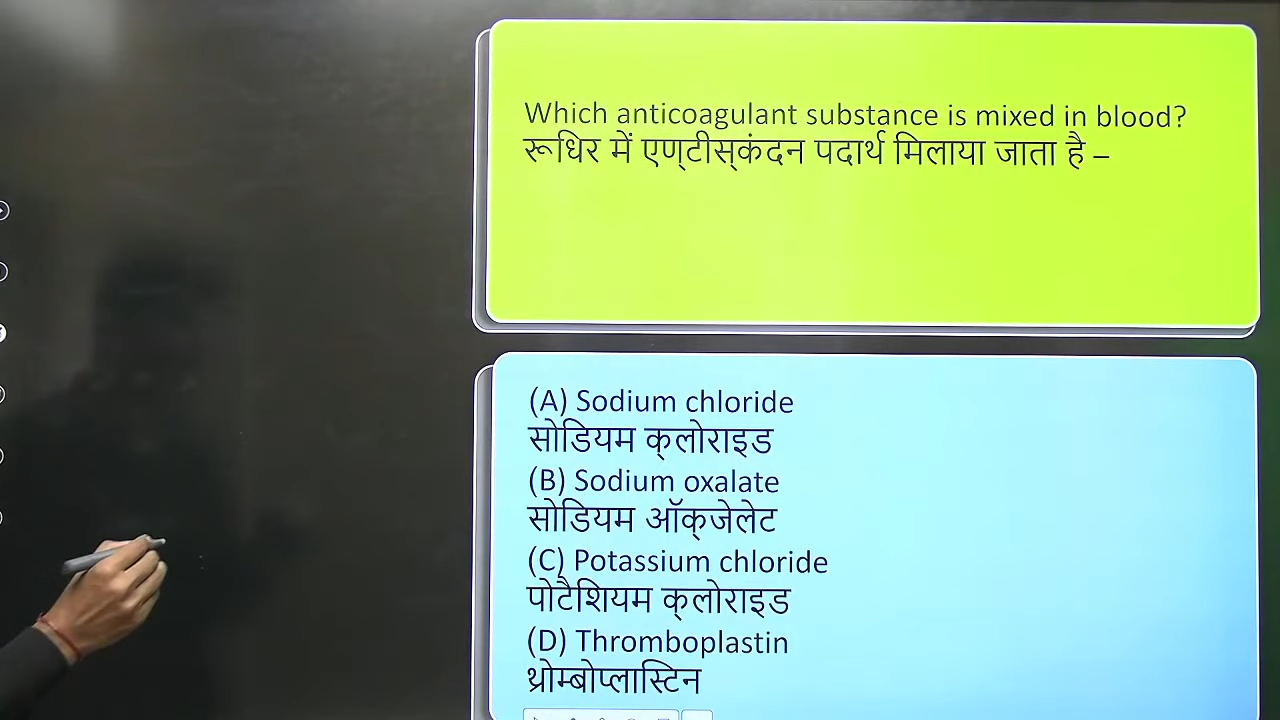 Which anticoagulant substance is mixed in blood?
रूधिर में एण्‍टीस्‍कंदन पदार्थ मिलाया जाता है –
(A) Sodium chloride
सोडियम क्‍लोराइड
(B) Sodium oxalate
सोडियम ऑक्‍जेलेट
(C) Potassium chloride
पोटैशियम क्‍लोराइड
(D) Thromboplastin
थ्रोम्बोप्लास्टिन